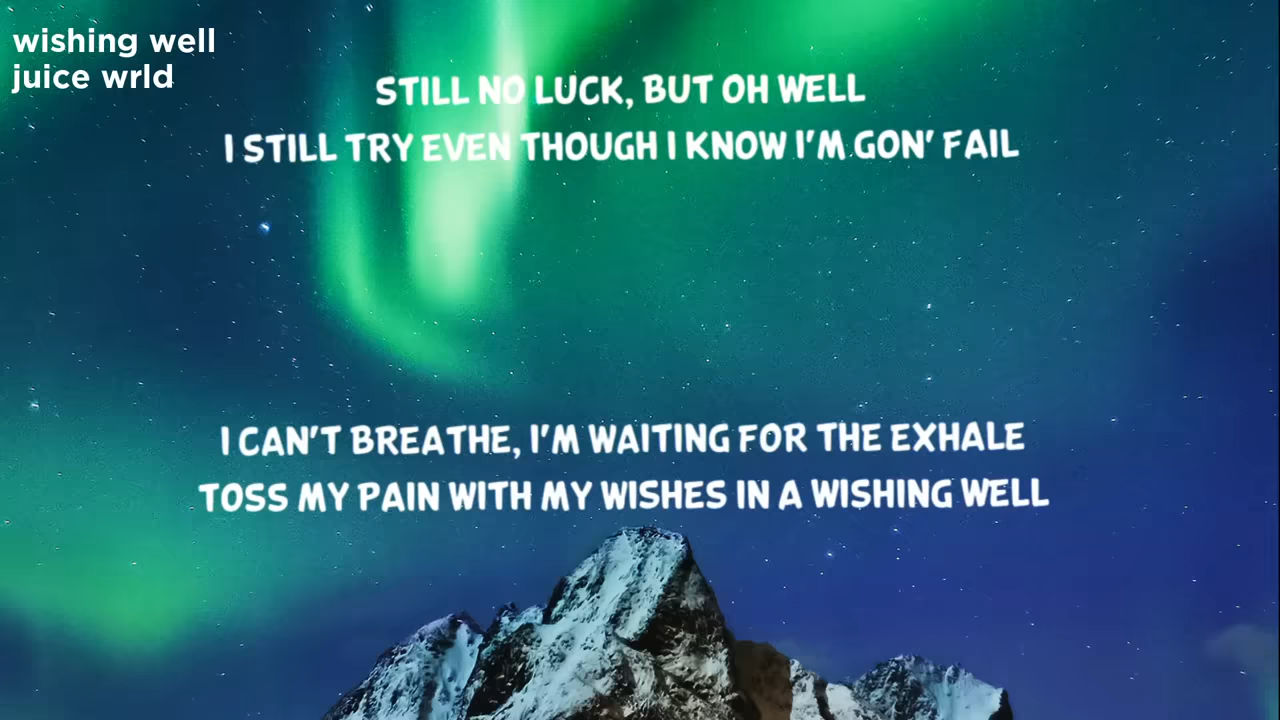 wishing well
juice wrld
STILL NO LUCK, BUT OH WELL
I STILL TRY EVEN THOUGH I KNOW I'M GON' FAIL
I CAN'T BREATHE, I'M WAITING FOR THE EXHALE
TOSS MY PAIN WITH MY WISHES IN A WISHING WELL